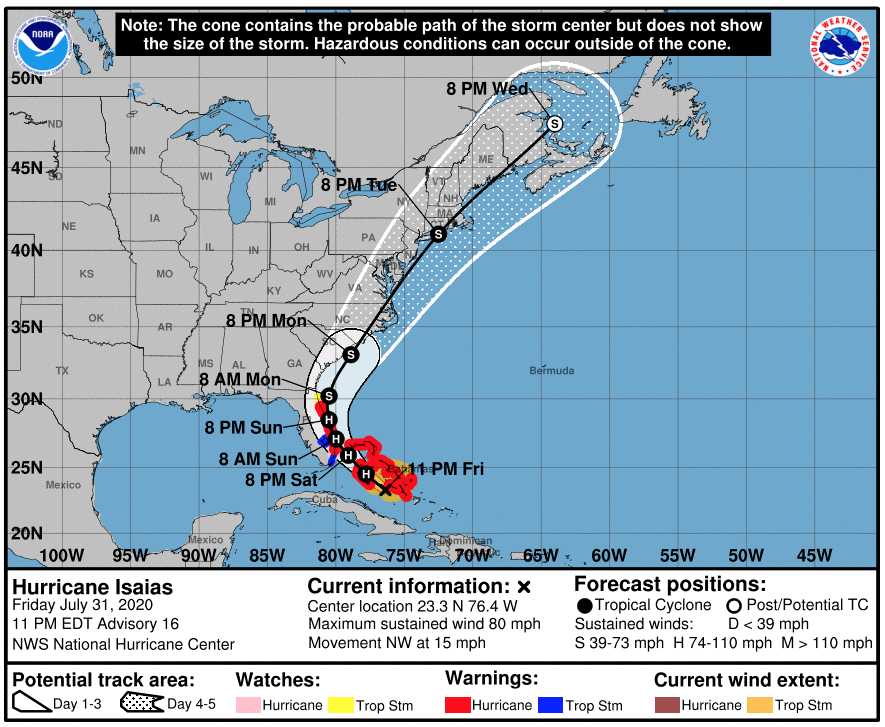 Note: The cone contains the probable path of the storm center but does not show
the size of the storm. Hazardous conditions can occur outside of the cone.
NOAA
NATIONAL WEATHER SERVICE
50N
45N
40N
35N
30N
25N
20N
100W 95W 90W 85W 80W 75W 70W 65W 60W 55W 50W 45W
8 PM Wed
8 PM Tue
8 PM Mon
8 AM Mon
8 PM Sun
8 AM Sun
8 PM Sat
11 PM Fri
S
S
S
S
H
H
H
H
ND
MN
SD
WI
MI
NE
IA
IL
IN
OH
PA
ME
VT
NH
MA
KS
MO
KY
WV
VA
OK
AR
TN
NC
SC
TX
LA
MS
AL
GA
Bermuda
Mexico
Mexico
Cuba
Dominican
Hurricane Isaias
Friday July 31, 2020
11 PM EDT Advisory 16
NWS National Hurricane Center
Current information: ×
Center location 23.3 N 76.4 W
Maximum sustained wind 80 mph
Movement NW at 15 mph
Forecast positions:
Tropical Cyclone Post/Potential TC
Sustained winds: D < 39 mph
S 39-73 mph H 74-110 mph M > 110 mph
Potential track area:
Day 1-3 Day 4-5
Watches:
Hurricane Trop Stm
Warnings:
Hurricane Trop Stm
Current wind extent:
Hurricane Trop Stm